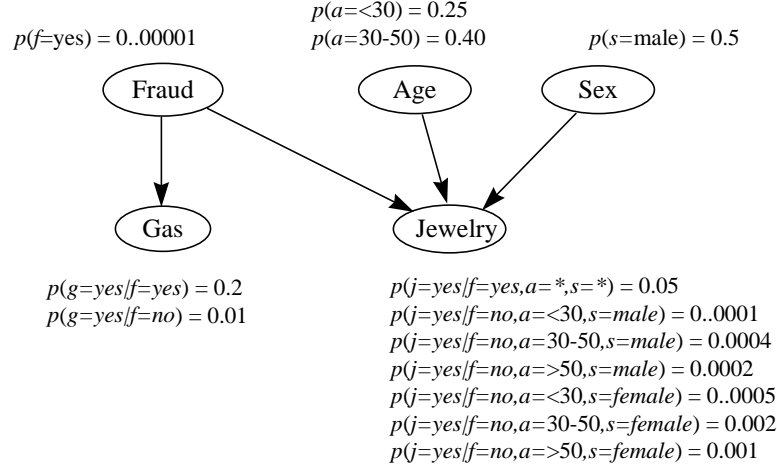 p(a=<30) = 0.25
p(f=yes) = 0..00001
p(a=30-50) = 0.40
p(s=male) = 0.5
Fraud
Age
Sex
Gas
Jewelry
p(g=yes|f=yes) = 0.2
p(g=yes|f=no) = 0.01
p(j=yes|f=yes,a=*,s=*) = 0.05
p(j=yes|f=no,a=<30,s=male) = 0..0001
p(j=yes|f=no,a=30-50,s=male) = 0.0004
p(j=yes|f=no,a=>50,s=male) = 0.0002
p(j=yes|f=no,a=<30,s=female) = 0..0005
p(j=yes|f=no,a=30-50,s=female) = 0.002
p(j=yes|f=no,a=>50,s=female) = 0.001